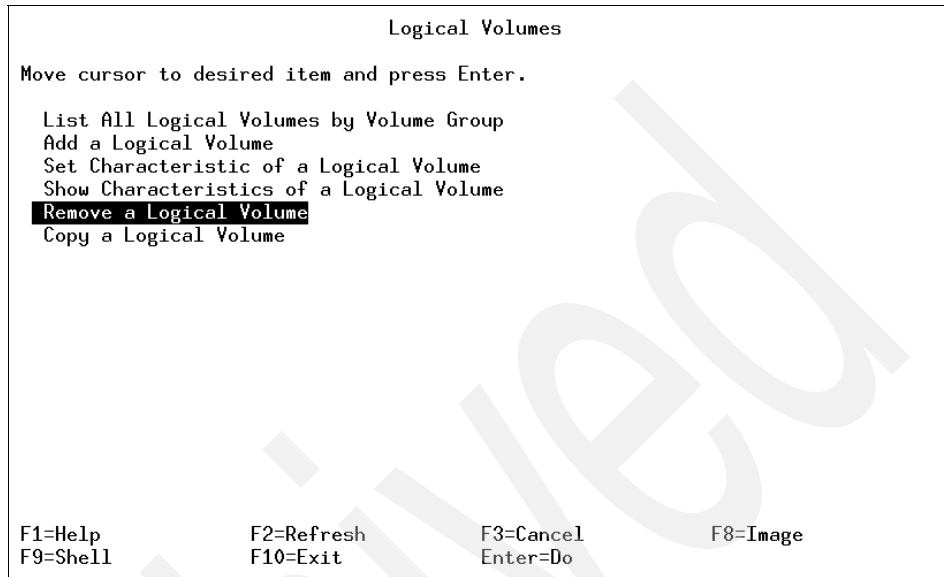 Logical Volumes
Move cursor to desired item and press Enter.
List All Logical Volumes by Volume Group
Add a Logical Volume
Set Characteristic of a Logical Volume
Show Characteristics of a Logical Volume
Remove a Logical Volume
Copy a Logical Volume
F1=Help F2=Refresh F3=Cancel F8=Image
F9=Shell F10=Exit Enter=Do